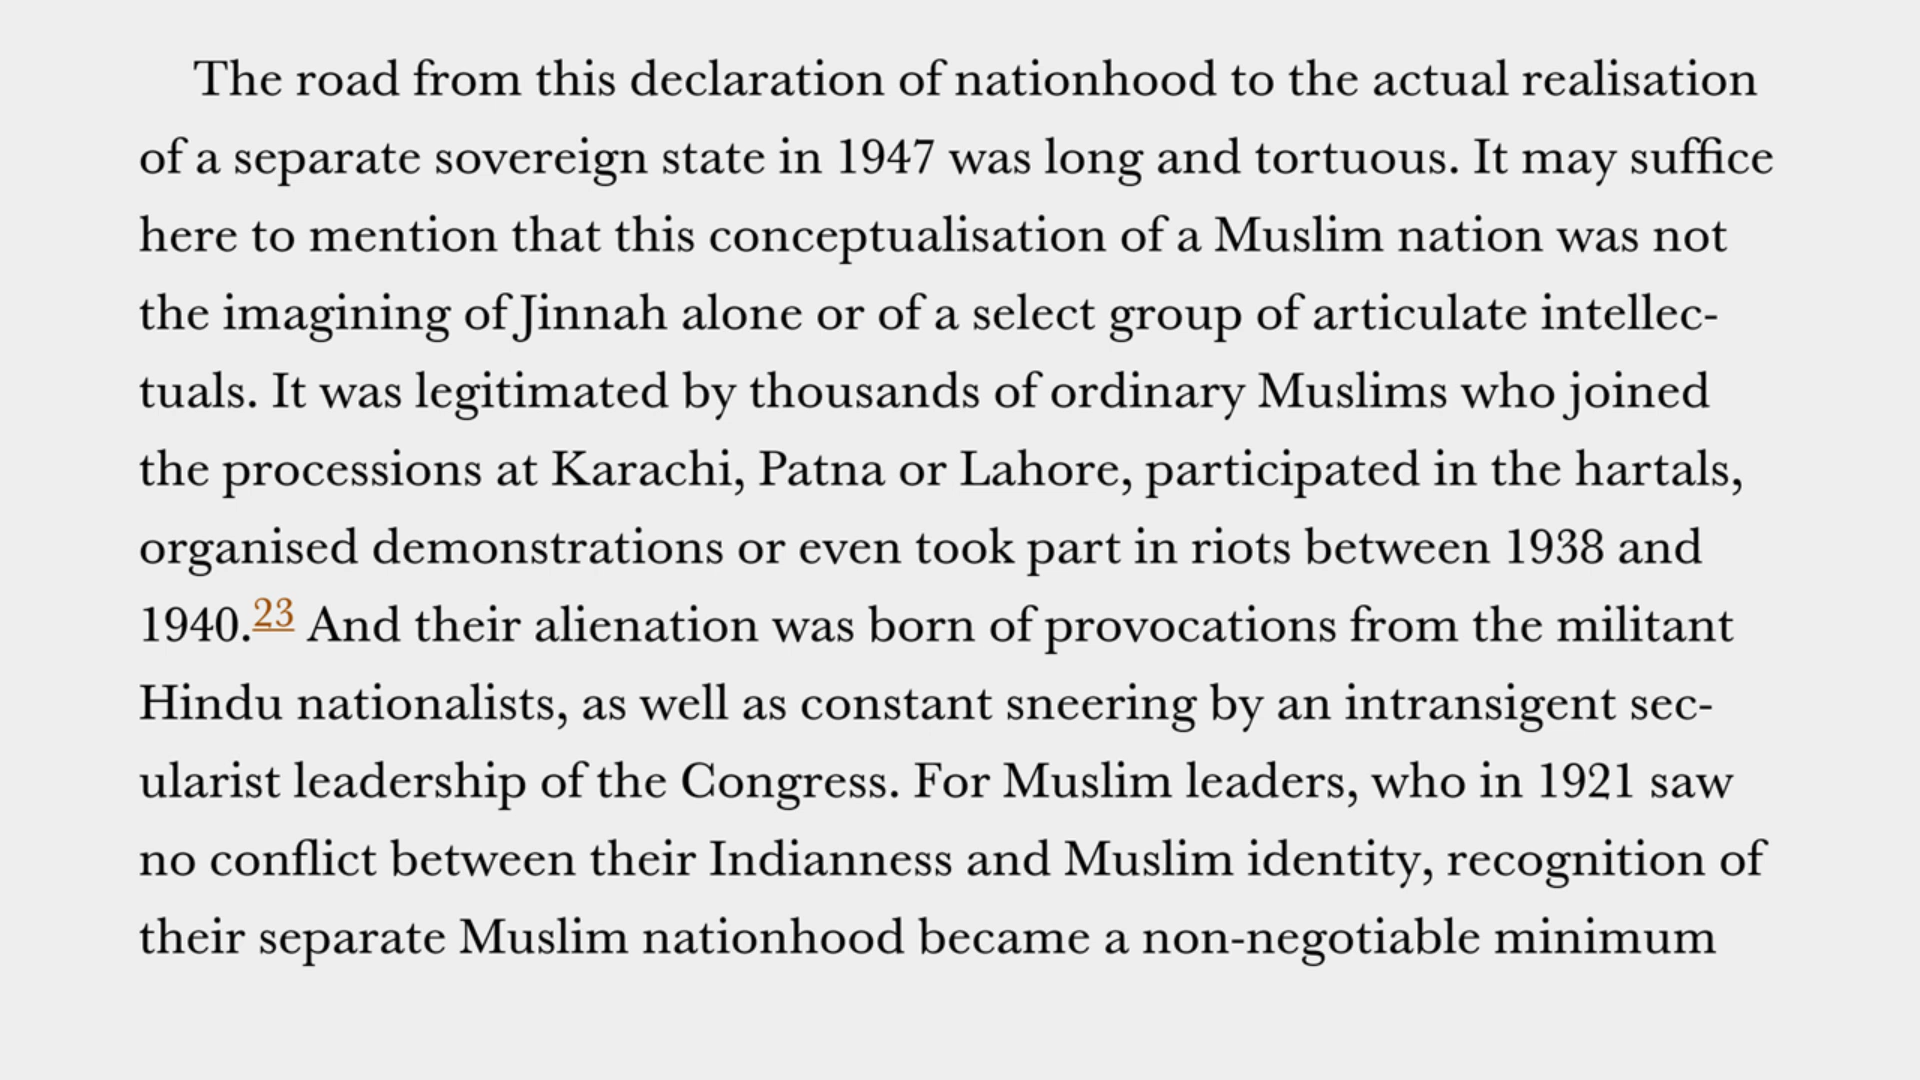 The road from this declaration of nationhood to the actual realisation
of a separate sovereign state in 1947 was long and tortuous. It may suffice
here to mention that this conceptualisation of a Muslim nation was not
the imagining of Jinnah alone or of a select group of articulate intellec-
tuals. It was legitimated by thousands of ordinary Muslims who joined
the processions at Karachi, Patna or Lahore, participated in the hartals,
organised demonstrations or even took part in riots between 1938 and
1940.23 And their alienation was born of provocations from the militant
Hindu nationalists, as well as constant sneering by an intransigent sec-
ularist leadership of the Congress. For Muslim leaders, who in 1921 saw
no conflict between their Indianness and Muslim identity, recognition of
their separate Muslim nationhood became a non-negotiable minimum